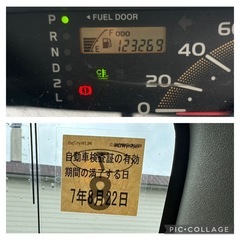 P
R
N
D
2
L
◀ FUEL DOOR
F 000
E
123269
0
20
40
60
自動車検査証の有効
期間の満了する日
8
7年8月22日
PIC・COLLAGE